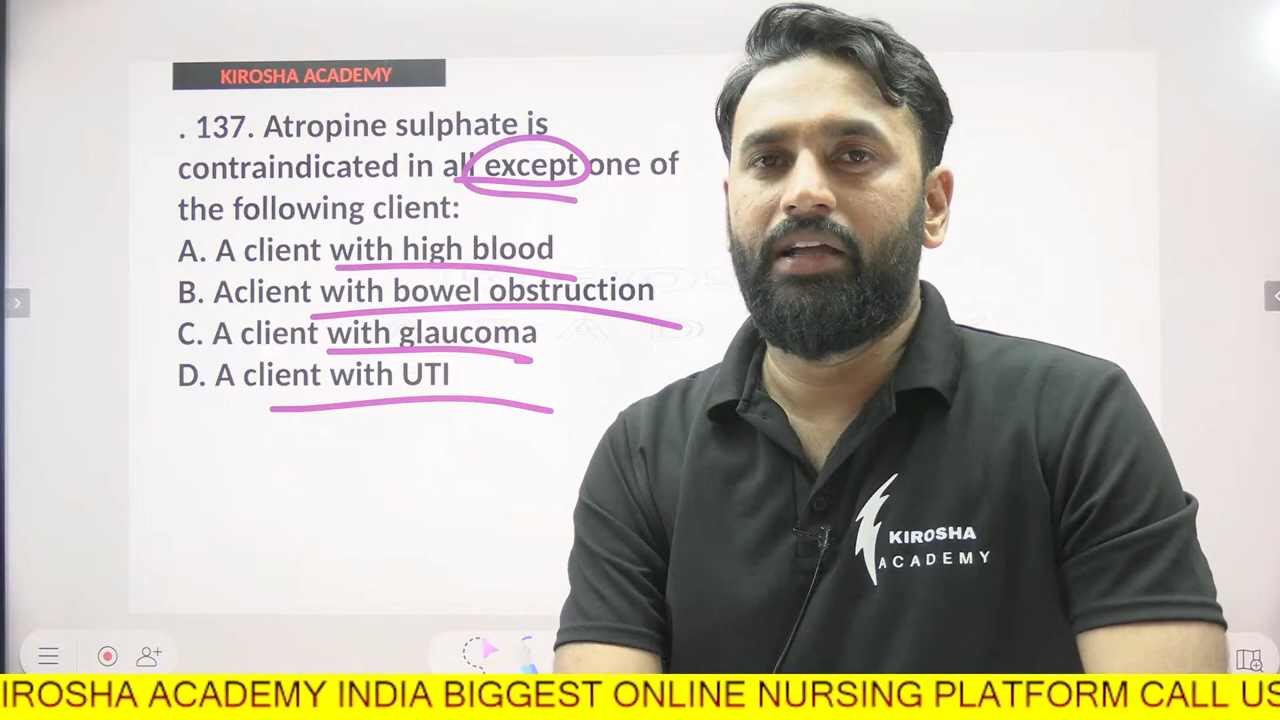 KIROSHA ACADEMY
. 137. Atropine sulphate is
contraindicated in all except one of
the following client:
A. A client with high blood
B. Aclient with bowel obstruction
C. A client with glaucoma
D. A client with UTI
KIROSHA
ACADEMY
IROSHA ACADEMY INDIA BIGGEST ONLINE NURSING PLATFORM CALL US